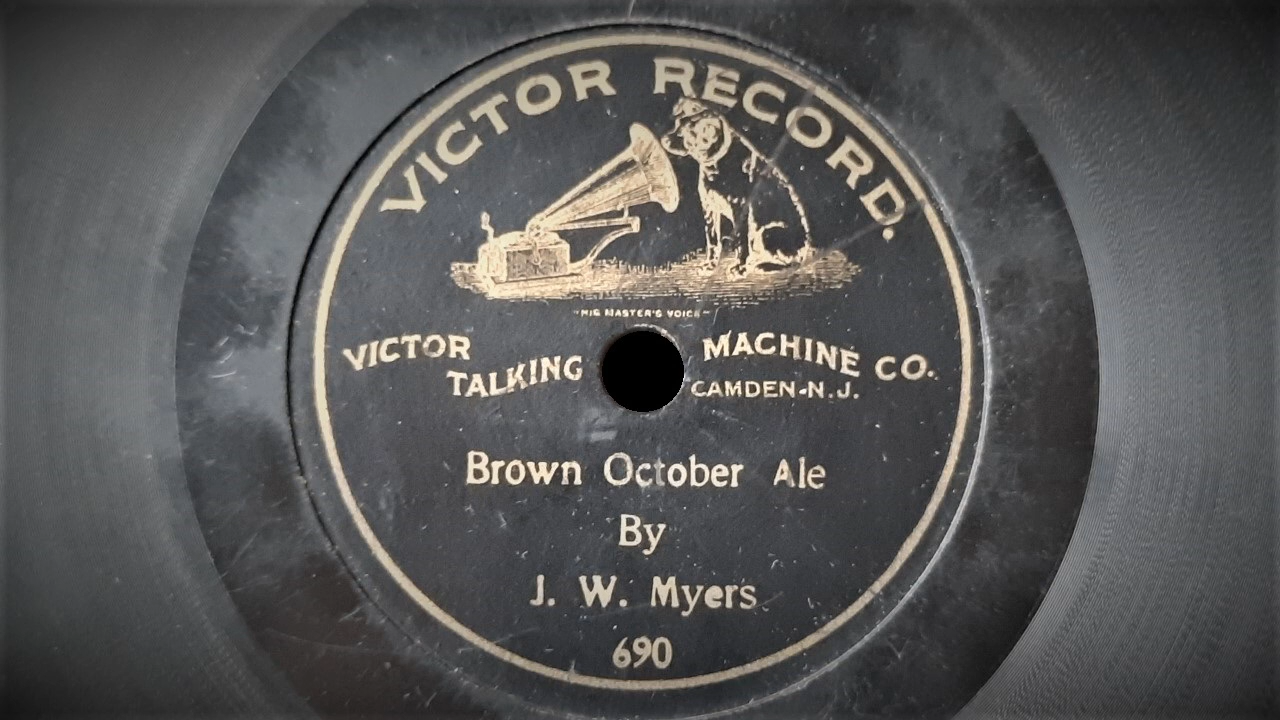 VICTOR RECORD.
"HIS MASTER'S VOICE"
VICTOR TALKING MACHINE CO.
CAMDEN-N.J.
Brown October Ale
By
J. W. Myers
690